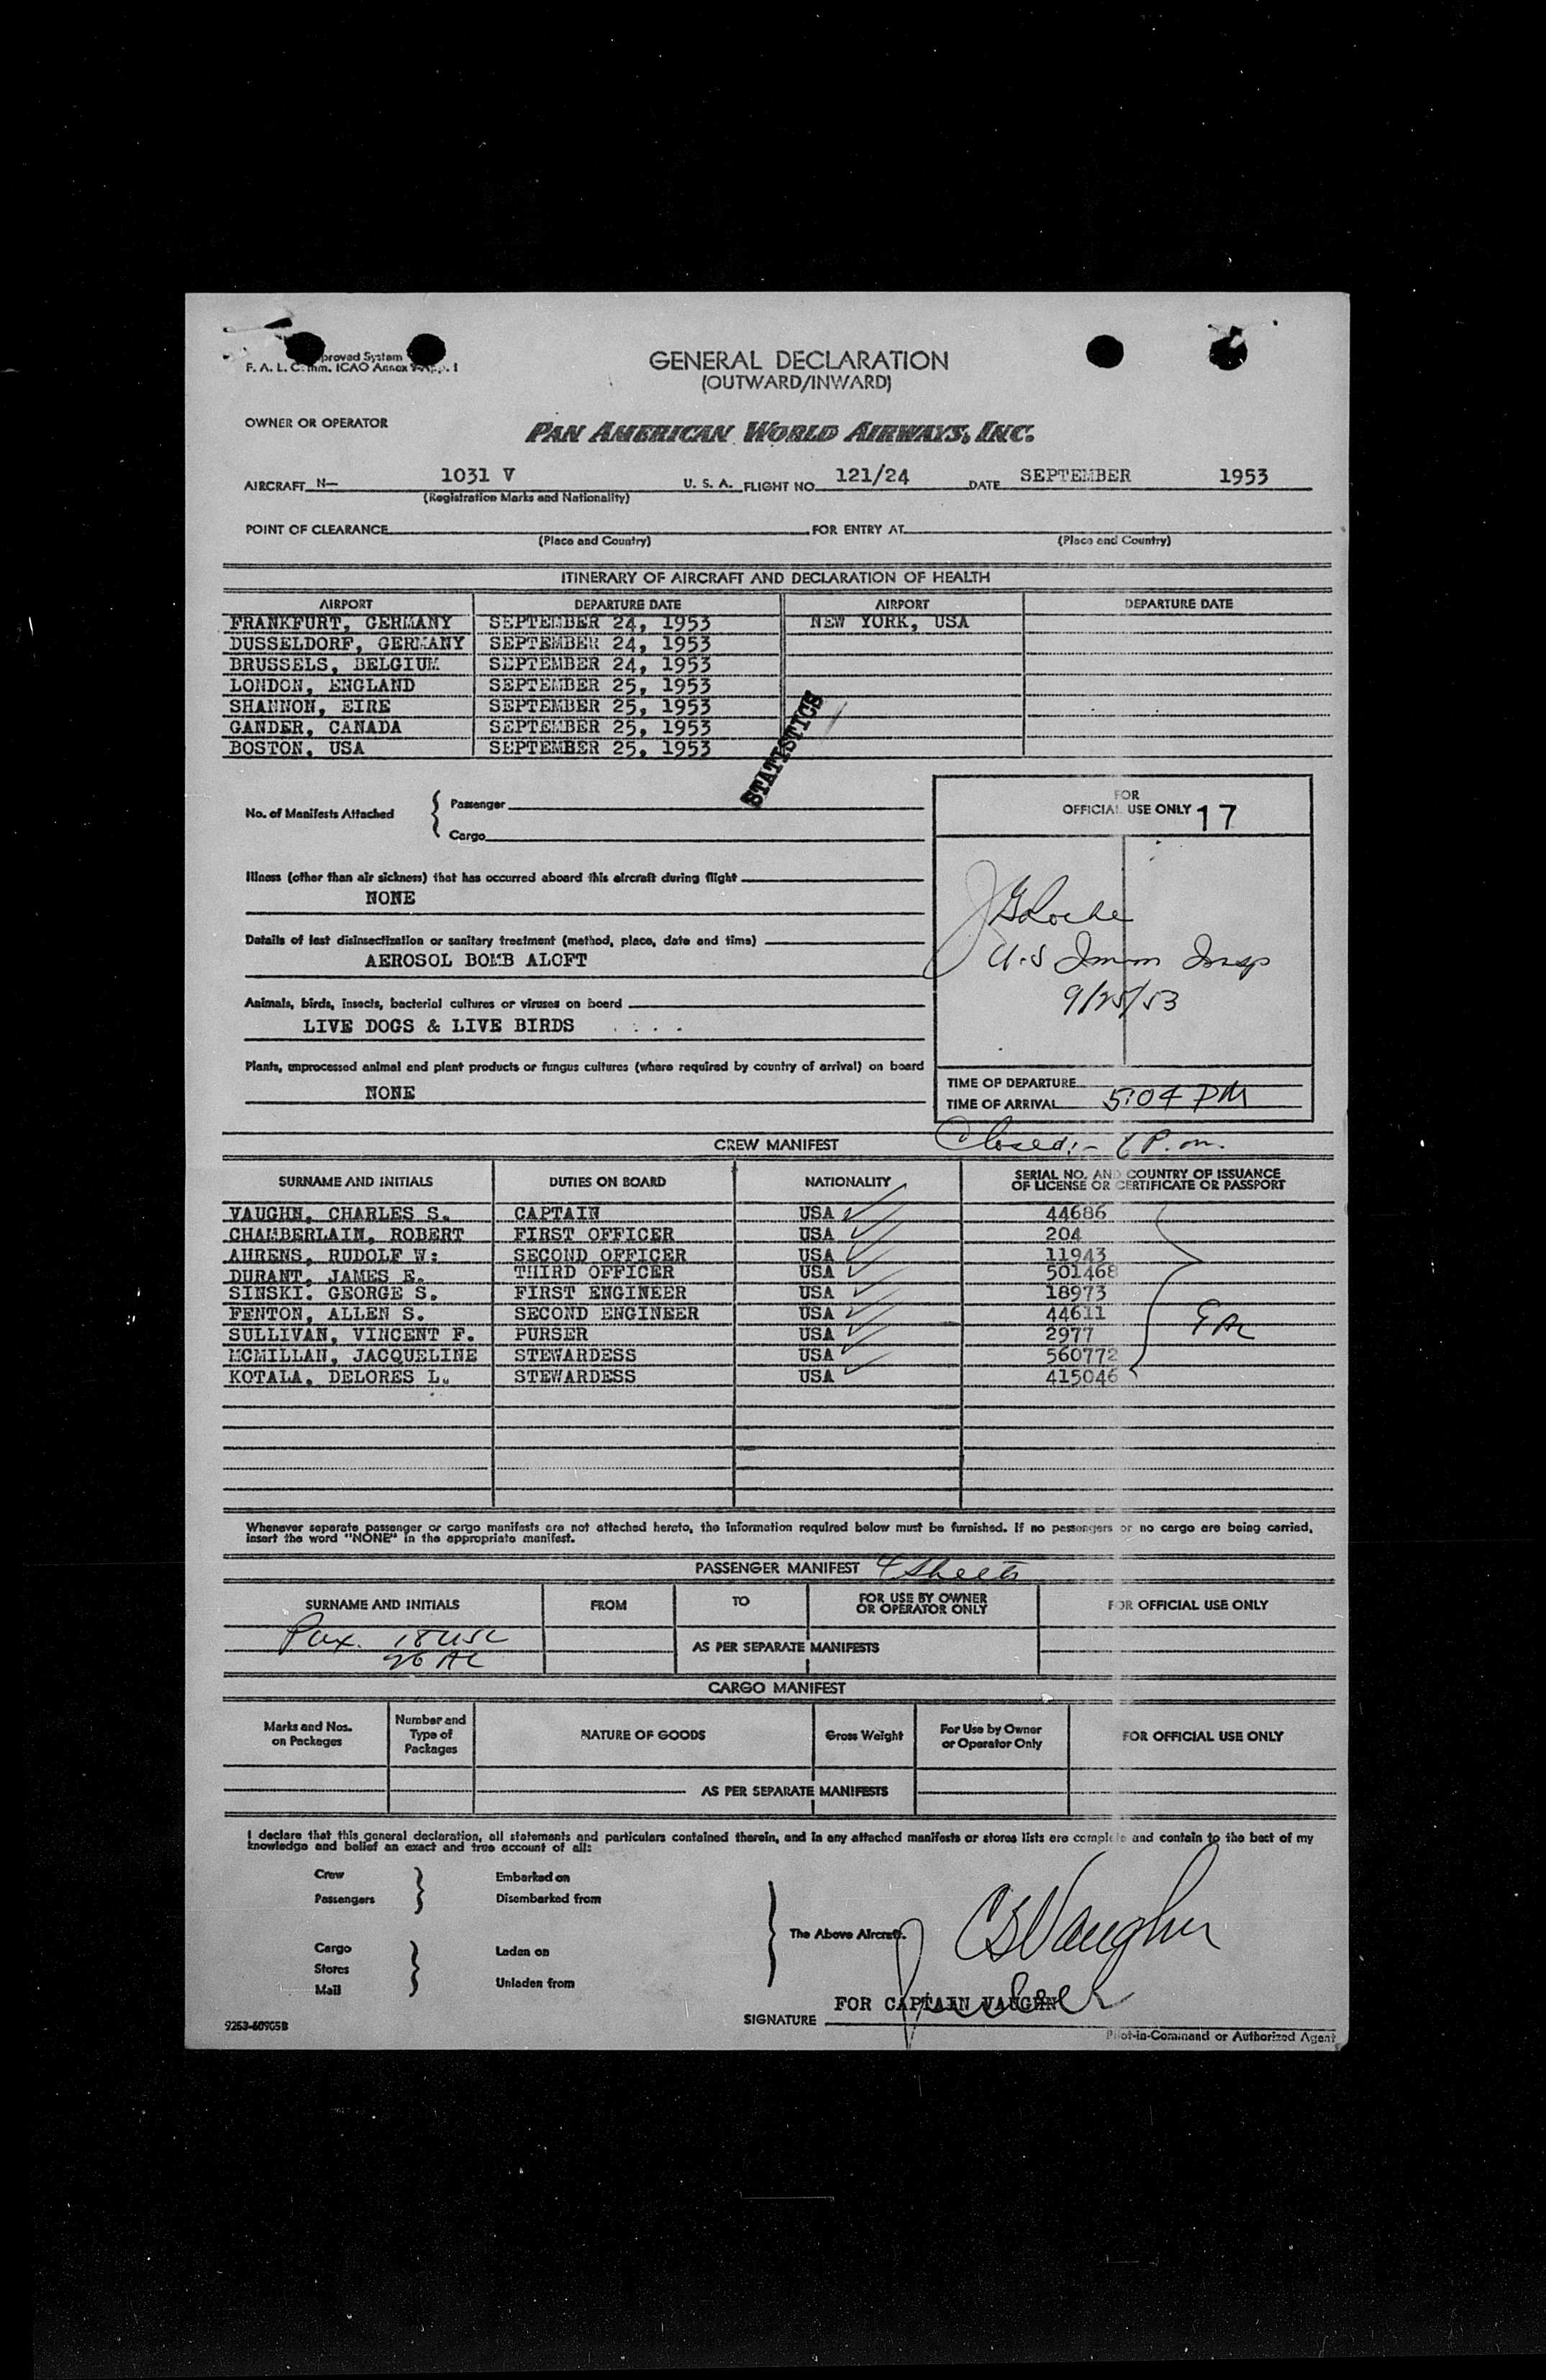 proved System
F. A. L. Comm. ICAO Annex 9 App. I
GENERAL DECLARATION
(OUTWARD/INWARD)
OWNER OR OPERATOR
PAN AMERICAN WORLD AIRWAYS, INC.
AIRCRAFT N— 1031 V U. S. A. FLIGHT NO. 121/24 DATE SEPTEMBER 1953
(Registration Marks and Nationality)
POINT OF CLEARANCE FOR ENTRY AT
(Place and Country) (Place and Country)
ITINERARY OF AIRCRAFT AND DECLARATION OF HEALTH
AIRPORT DEPARTURE DATE AIRPORT DEPARTURE DATE
FRANKFURT, GERMANY SEPTEMBER 24, 1953 NEW YORK, USA
DUSSELDORF, GERMANY SEPTEMBER 24, 1953
BRUSSELS, BELGIUM SEPTEMBER 24, 1953
LONDON, ENGLAND SEPTEMBER 25, 1953
SHANNON, EIRE SEPTEMBER 25, 1953
GANDER, CANADA SEPTEMBER 25, 1953
BOSTON, USA SEPTEMBER 25, 1953
STATISTICS
No. of Manifests Attached { Passenger
Cargo
FOR
OFFICIAL USE ONLY 17
Illness (other than air sickness) that has occurred aboard this aircraft during flight
NONE
Details of last disinsectization or sanitary treatment (method, place, date and time)
AEROSOL BOMB ALOFT
Animals, birds, insects, bacterial cultures or viruses on board
LIVE DOGS & LIVE BIRDS
Plants, unprocessed animal and plant products or fungus cultures (where required by country of arrival) on board
NONE
J G Roche
U.S Imm Insp
9/25/53
TIME OF DEPARTURE
TIME OF ARRIVAL 5:04 PM
Closed:- 6 P.m.
CREW MANIFEST
SURNAME AND INITIALS DUTIES ON BOARD NATIONALITY SERIAL NO. AND COUNTRY OF ISSUANCE
OF LICENSE OR CERTIFICATE OR PASSPORT
VAUGHN, CHARLES S. CAPTAIN USA 44686
CHAMBERLAIN, ROBERT FIRST OFFICER USA 204
AHRENS, RUDOLF W: SECOND OFFICER USA 11943
DURANT, JAMES E. THIRD OFFICER USA 501468
SINSKI. GEORGE S. FIRST ENGINEER USA 18973
FENTON, ALLEN S. SECOND ENGINEER USA 44611
SULLIVAN, VINCENT F. PURSER USA 2977
MCMILLAN, JACQUELINE STEWARDESS USA 560772
KOTALA, DELORES L. STEWARDESS USA 415046
Whenever separate passenger or cargo manifests are not attached hereto, the information required below must be furnished. If no passengers or no cargo are being carried,
insert the word "NONE" in the appropriate manifest.
PASSENGER MANIFEST 4 Sheets
SURNAME AND INITIALS FROM TO FOR USE BY OWNER
OR OPERATOR ONLY FOR OFFICIAL USE ONLY
Pax. 18 USC
AS PER SEPARATE MANIFESTS
26 AL
CARGO MANIFEST
Marks and Nos.
on Packages Number and
Type of
Packages NATURE OF GOODS Gross Weight For Use by Owner
or Operator Only FOR OFFICIAL USE ONLY
AS PER SEPARATE MANIFESTS
I declare that this general declaration, all statements and particulars contained therein, and in any attached manifests or stores lists are complete and contain to the best of my
knowledge and belief an exact and true account of all:
Crew Embarked on
Passengers Disembarked from
The Above Aircraft.
Cargo Laden on
Stores
Mail Unladen from
CS Vaughn
FOR CAPTAIN VAUGHN
SIGNATURE
Pilot-in-Command or Authorized Agent
9253-60905B